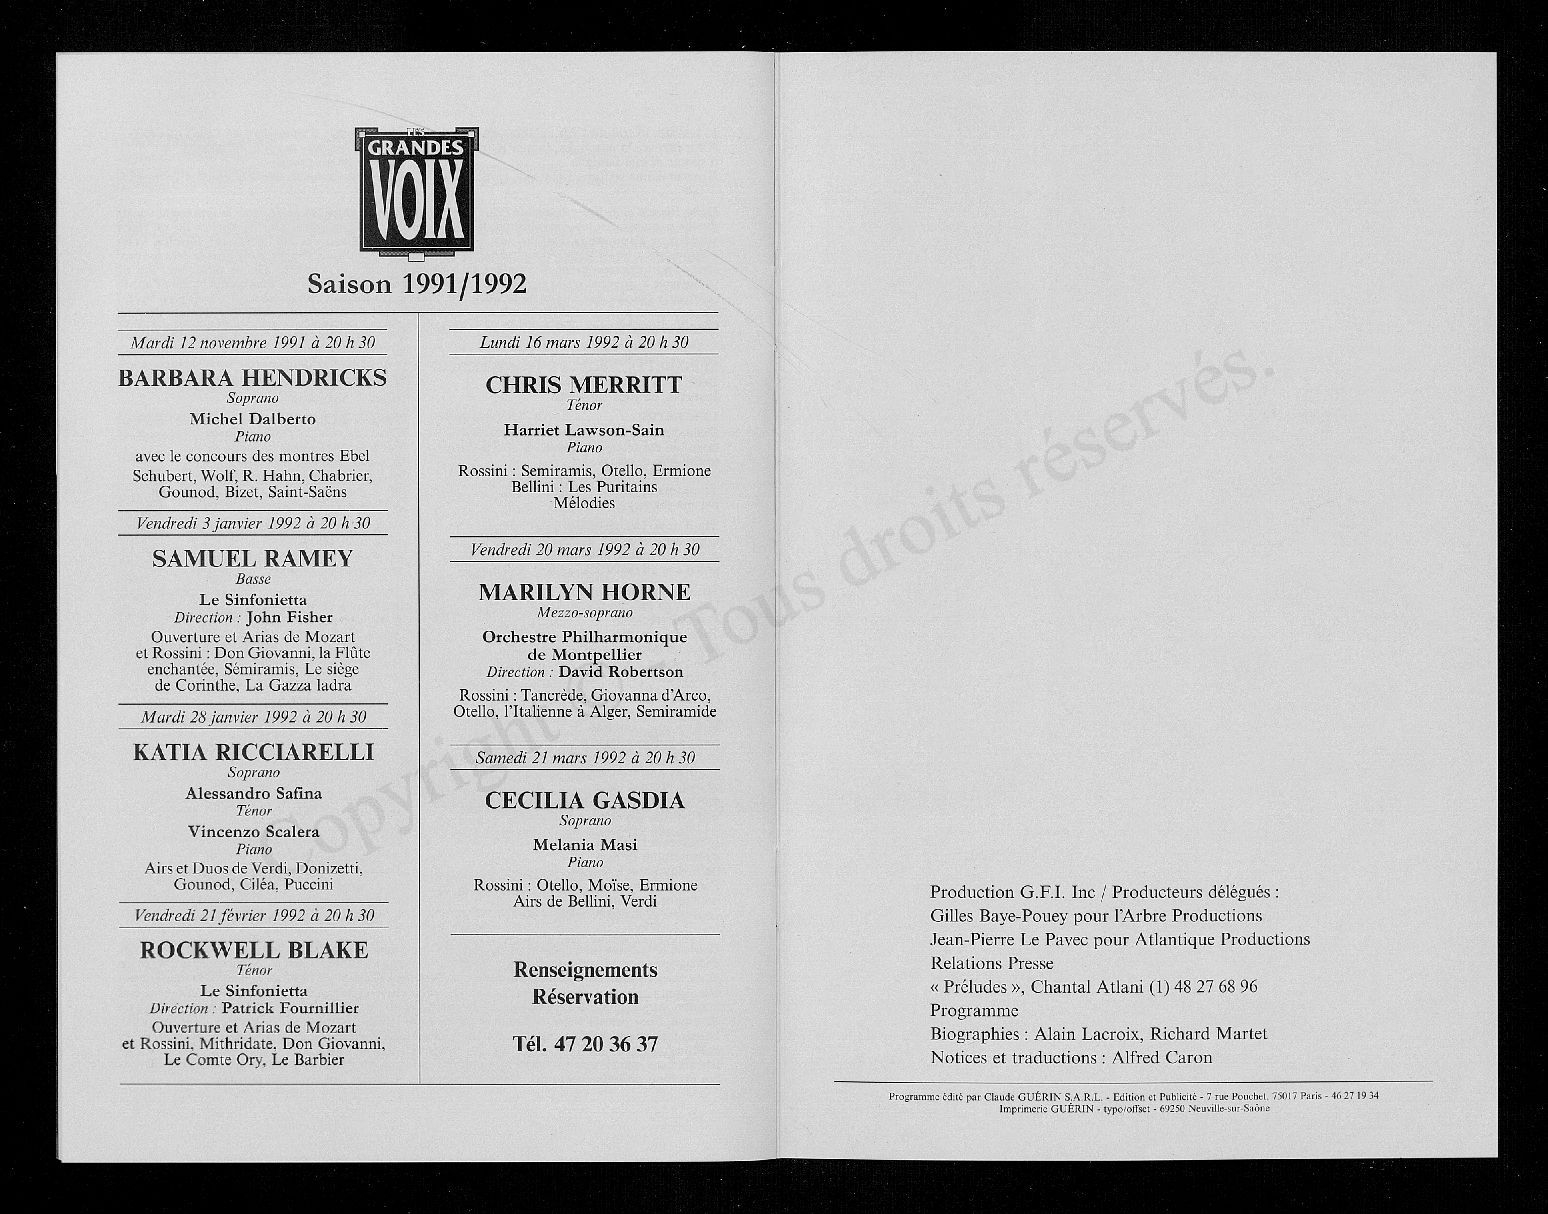 LES
GRANDES
VOIX
Saison 1991/1992
Mardi 12 novembre 1991 à 20 h 30
BARBARA HENDRICKS
Soprano
Michel Dalberto
Piano
avec le concours des montres Ebel
Schubert, Wolf, R. Hahn, Chabrier,
Gounod, Bizet, Saint-Saëns
Vendredi 3 janvier 1992 à 20 h 30
SAMUEL RAMEY
Basse
Le Sinfonietta
Direction : John Fisher
Ouverture et Arias de Mozart
et Rossini : Don Giovanni, la Flûte
enchantée, Sémiramis, Le siège
de Corinthe, La Gazza ladra
Mardi 28 janvier 1992 à 20 h 30
KATIA RICCIARELLI
Soprano
Alessandro Safina
Ténor
Vincenzo Scalera
Piano
Airs et Duos de Verdi, Donizetti,
Gounod, Ciléa, Puccini
Vendredi 21 février 1992 à 20 h 30
ROCKWELL BLAKE
Ténor
Le Sinfonietta
Direction : Patrick Fournillier
Ouverture et Arias de Mozart
et Rossini, Mithridate, Don Giovanni,
Le Comte Ory, Le Barbier
Lundi 16 mars 1992 à 20 h 30
CHRIS MERRITT
Ténor
Harriet Lawson-Sain
Piano
Rossini : Semiramis, Otello, Ermione
Bellini : Les Puritains
Mélodies
Vendredi 20 mars 1992 à 20 h 30
MARILYN HORNE
Mezzo-soprano
Orchestre Philharmonique
de Montpellier
Direction : David Robertson
Rossini : Tancrède, Giovanna d'Arco,
Otello, l'Italienne à Alger, Semiramide
Samedi 21 mars 1992 à 20 h 30
CECILIA GASDIA
Soprano
Melania Masi
Piano
Rossini : Otello, Moïse, Ermione
Airs de Bellini, Verdi
Renseignements
Réservation
Tél. 47 20 36 37
Production G.F.I. Inc / Producteurs délégués :
Gilles Baye-Pouey pour l'Arbre Productions
Jean-Pierre Le Pavec pour Atlantique Productions
Relations Presse
« Préludes », Chantal Atlani (1) 48 27 68 96
Programme
Biographies : Alain Lacroix, Richard Martet
Notices et traductions : Alfred Caron
Programme édité par Claude GUÉRIN S.A.R.L. - Edition et Publicité - 7 rue Pouchet, 75017 Paris - 46 27 19 34
Imprimerie GUÉRIN - typo/offset - 69250 Neuville-sur-Saône
Copyright © - Tous droits réservés.